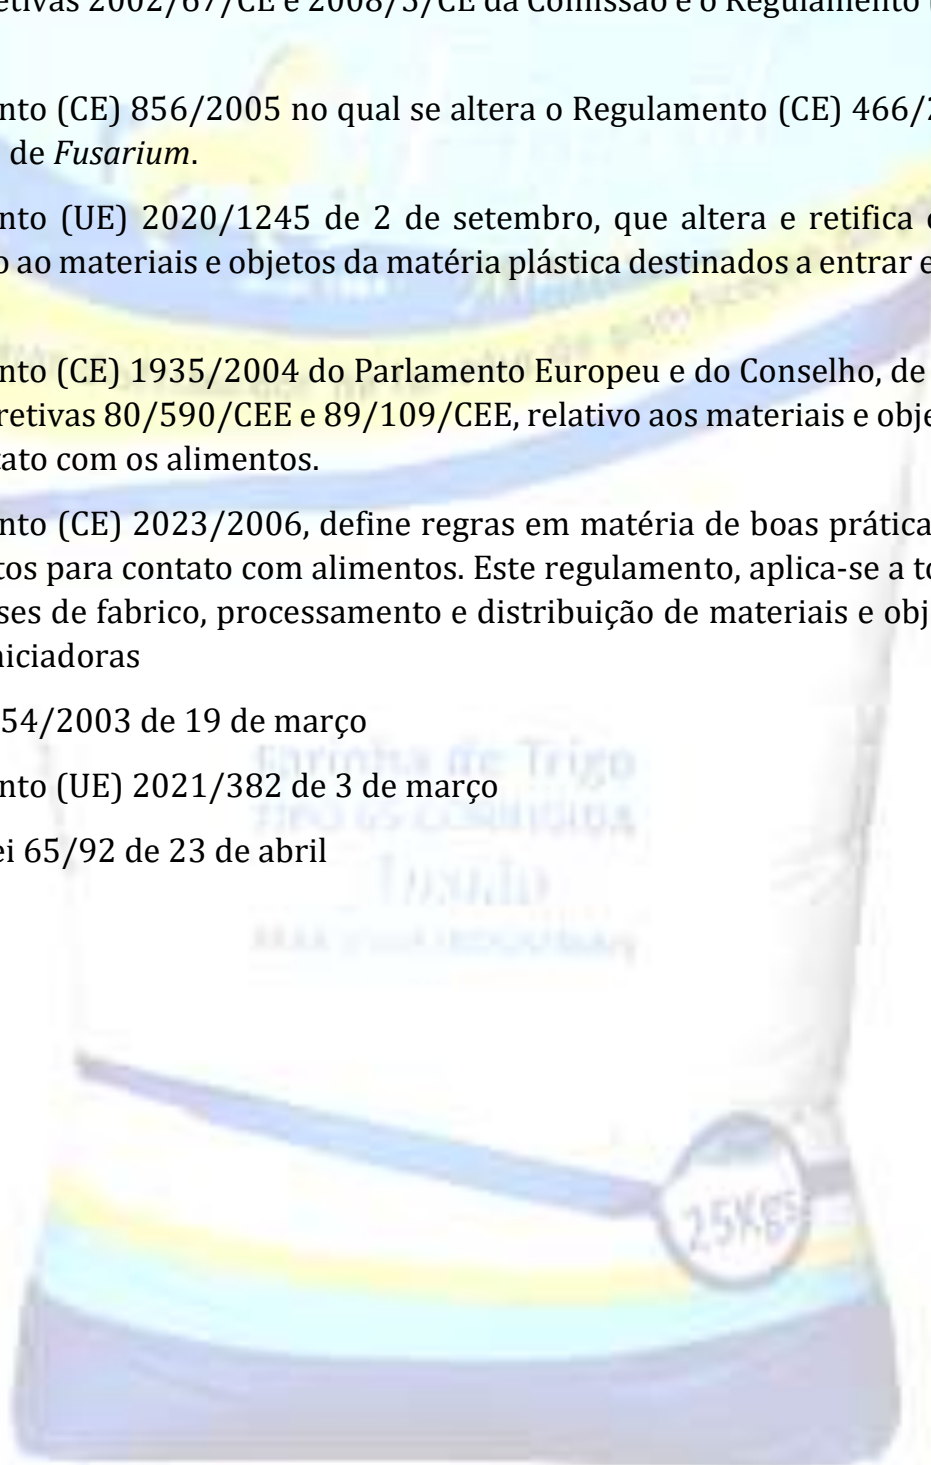 etivas 2002/67/CE e 2008/5/CE da Comissão e o Regulamento (
nto (CE) 856/2005 no qual se altera o Regulamento (CE) 466/2
de Fusarium.
nto (UE) 2020/1245 de 2 de setembro, que altera e retifica
o ao materiais e objetos da matéria plástica destinados a entrar e
nto (CE) 1935/2004 do Parlamento Europeu e do Conselho, de
retivas 80/590/CEE e 89/109/CEE, relativo aos materiais e obje
tato com os alimentos.
nto (CE) 2023/2006, define regras em matéria de boas prática
tos para contato com alimentos. Este regulamento, aplica-se a to
ses de fabrico, processamento e distribuição de materiais e obj
niciadoras
54/2003 de 19 de março
nto (UE) 2021/382 de 3 de março
ei 65/92 de 23 de abril
Farinha de Trigo
TIPO 65 CORRIGIDA
25Kgs